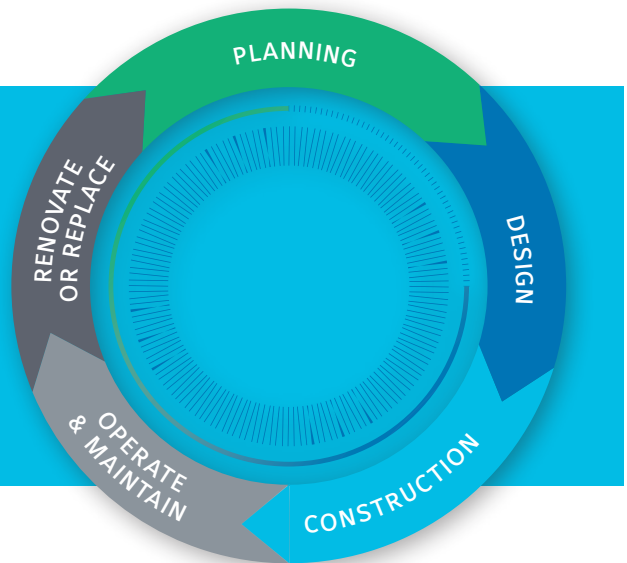 PLANNING
DESIGN
CONSTRUCTION
OPERATE
& MAINTAIN
RENOVATE
OR REPLACE